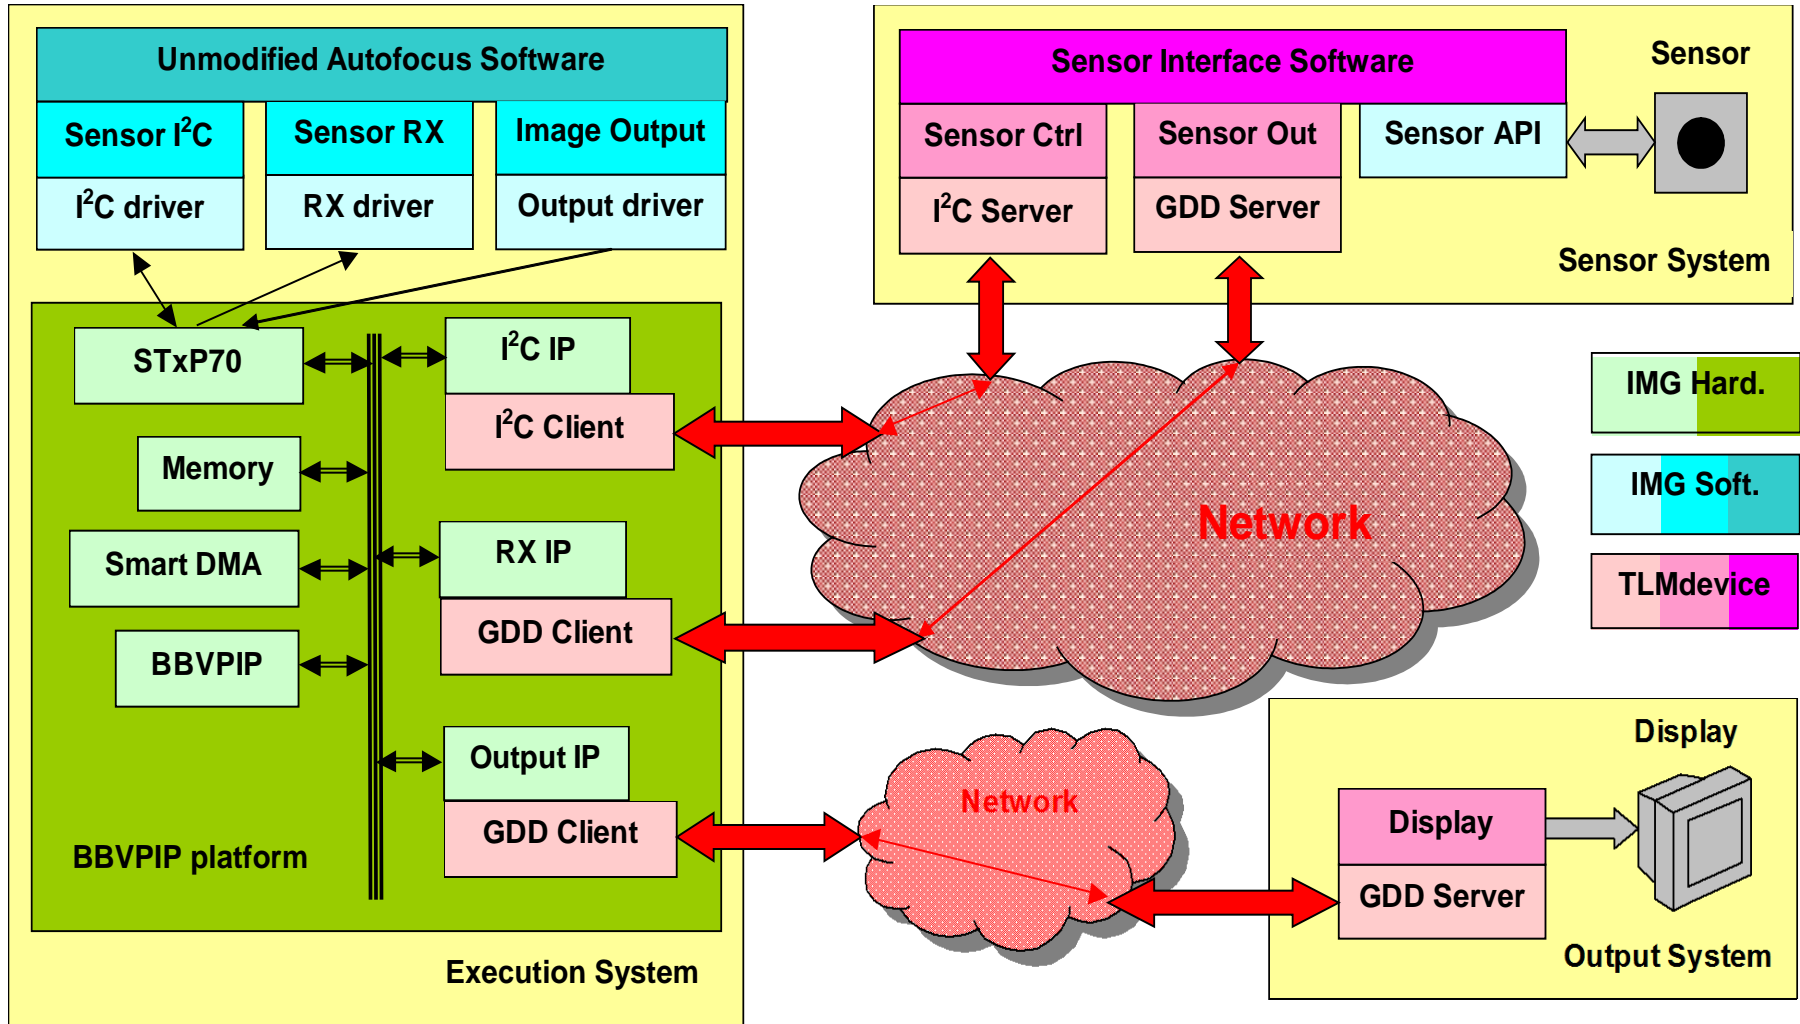 Unmodified Autofocus Software
Sensor I²C
Sensor RX
Image Output
I²C driver
RX driver
Output driver
STxP70
I²C IP
I²C Client
Memory
Smart DMA
RX IP
GDD Client
BBVPIP
Output IP
GDD Client
BBVPIP platform
Execution System
Sensor Interface Software
Sensor
Sensor Ctrl
Sensor Out
Sensor API
I²C Server
GDD Server
Sensor System
Network
IMG Hard.
IMG Soft.
TLMdevice
Network
Display
Display
GDD Server
Output System